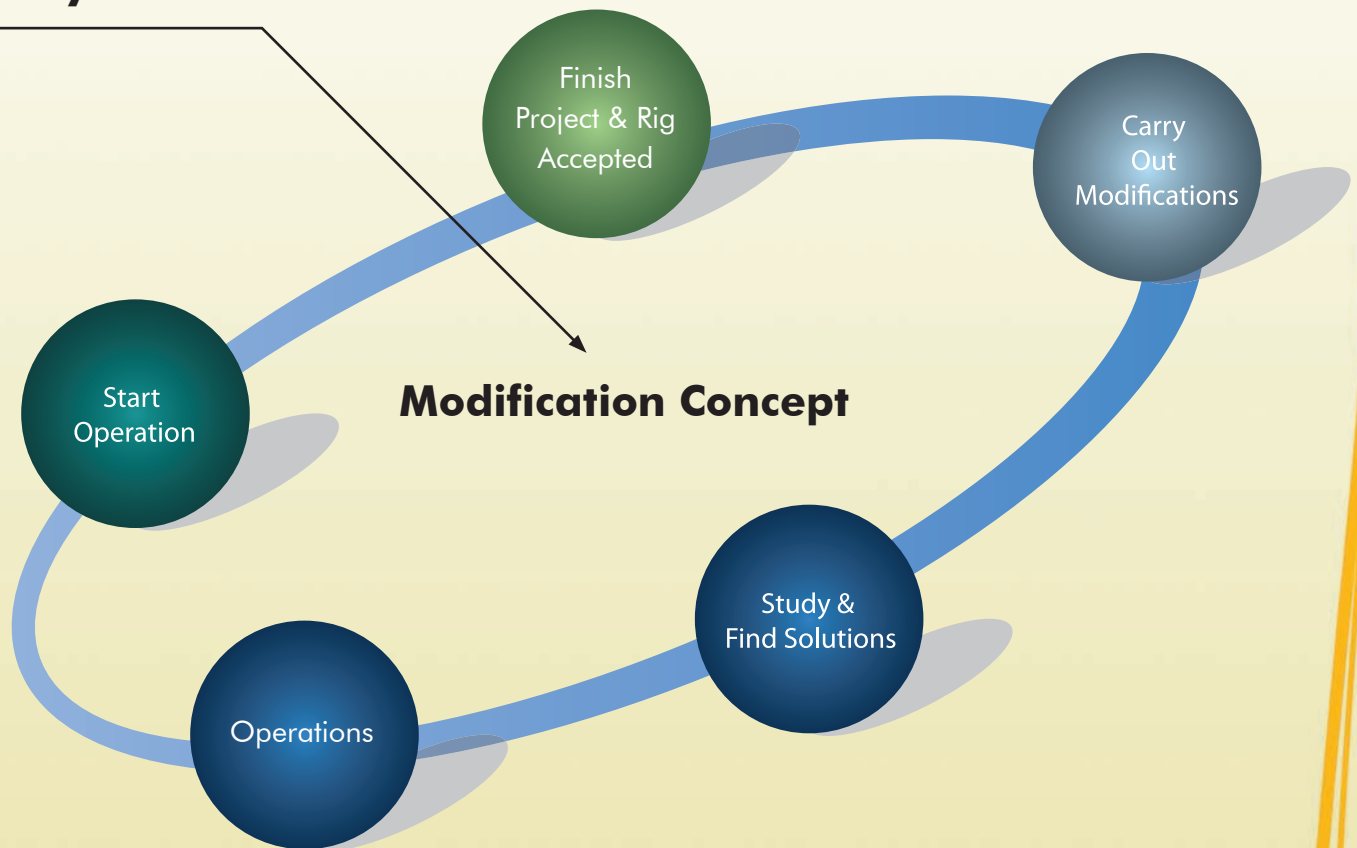 Finish
Project & Rig
Accepted
Carry
Out
Modifications
Start
Operation
Modification Concept
Study &
Find Solutions
Operations